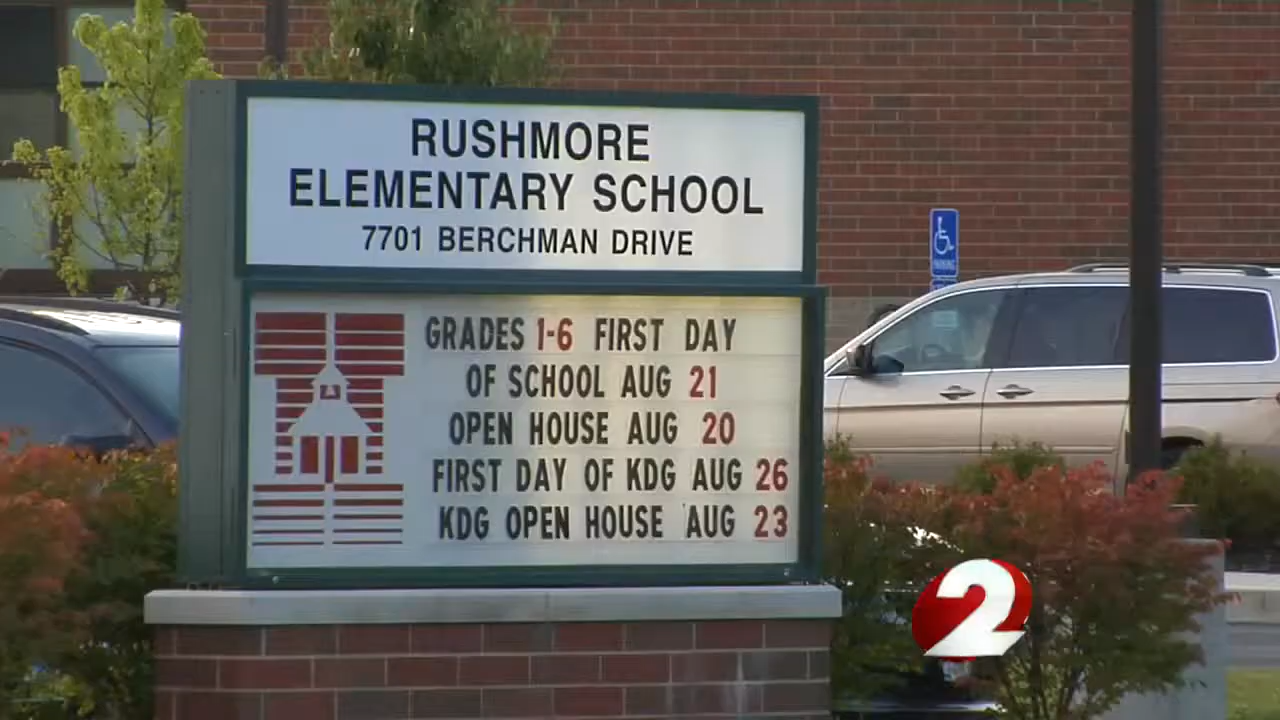 RUSHMORE
ELEMENTARY SCHOOL
7701 BERCHMAN DRIVE
GRADES 1-6 FIRST DAY
OF SCHOOL AUG 21
OPEN HOUSE AUG 20
FIRST DAY OF KDG AUG 26
KDG OPEN HOUSE AUG 23
PARKING
2